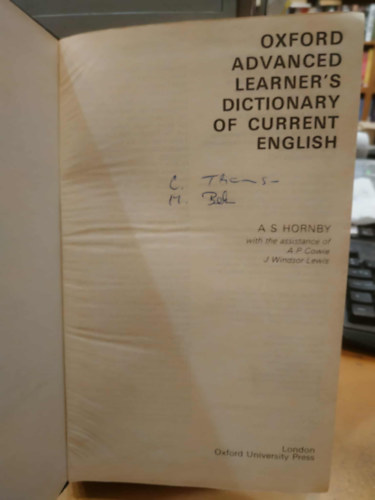 OXFORD
ADVANCED
LEARNER'S
DICTIONARY
OF CURRENT
ENGLISH
C.
M.
A S HORNBY
with the assistance of
A P Cowie
J Windsor Lewis
London
Oxford University Press